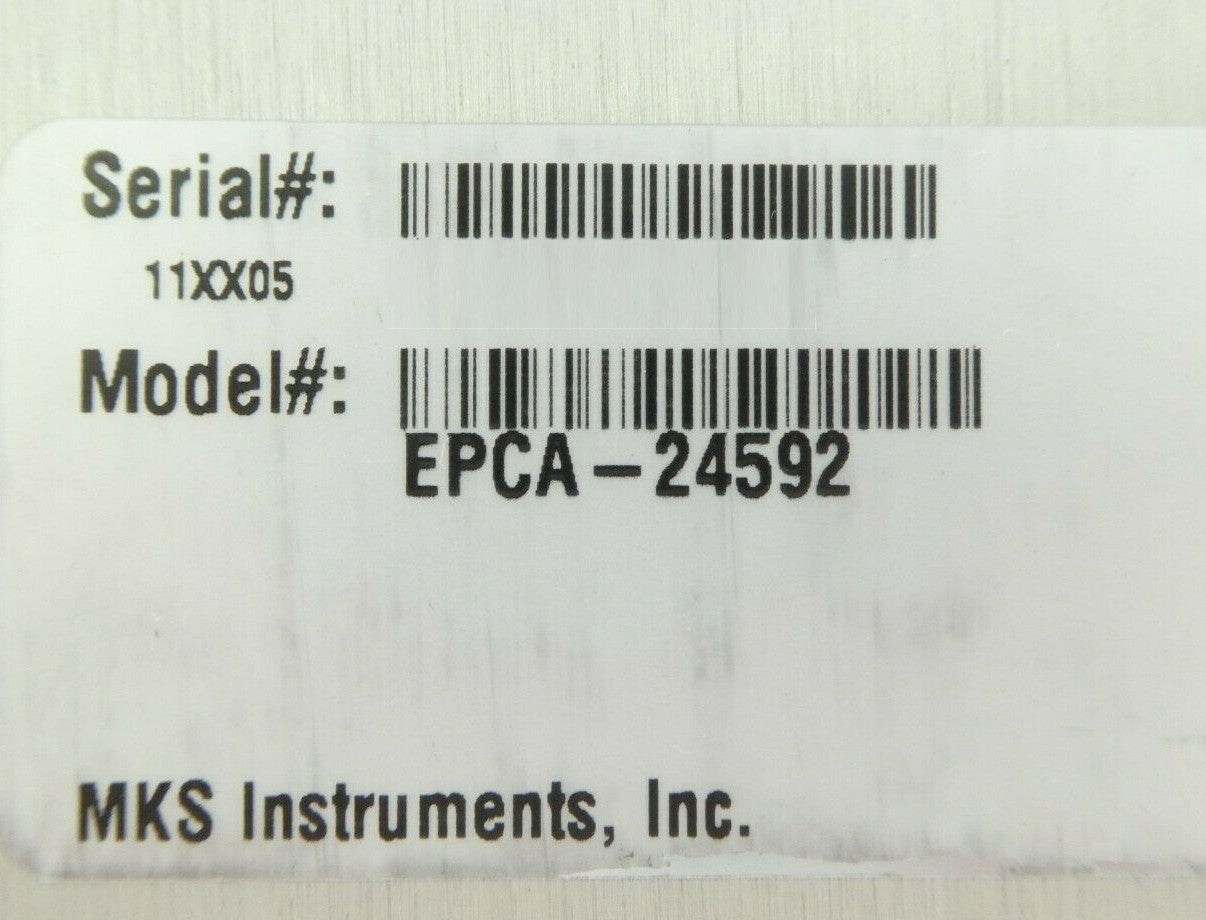 Serial#:
11XX05
Model#:
EPCA-24592
MKS Instruments, Inc.